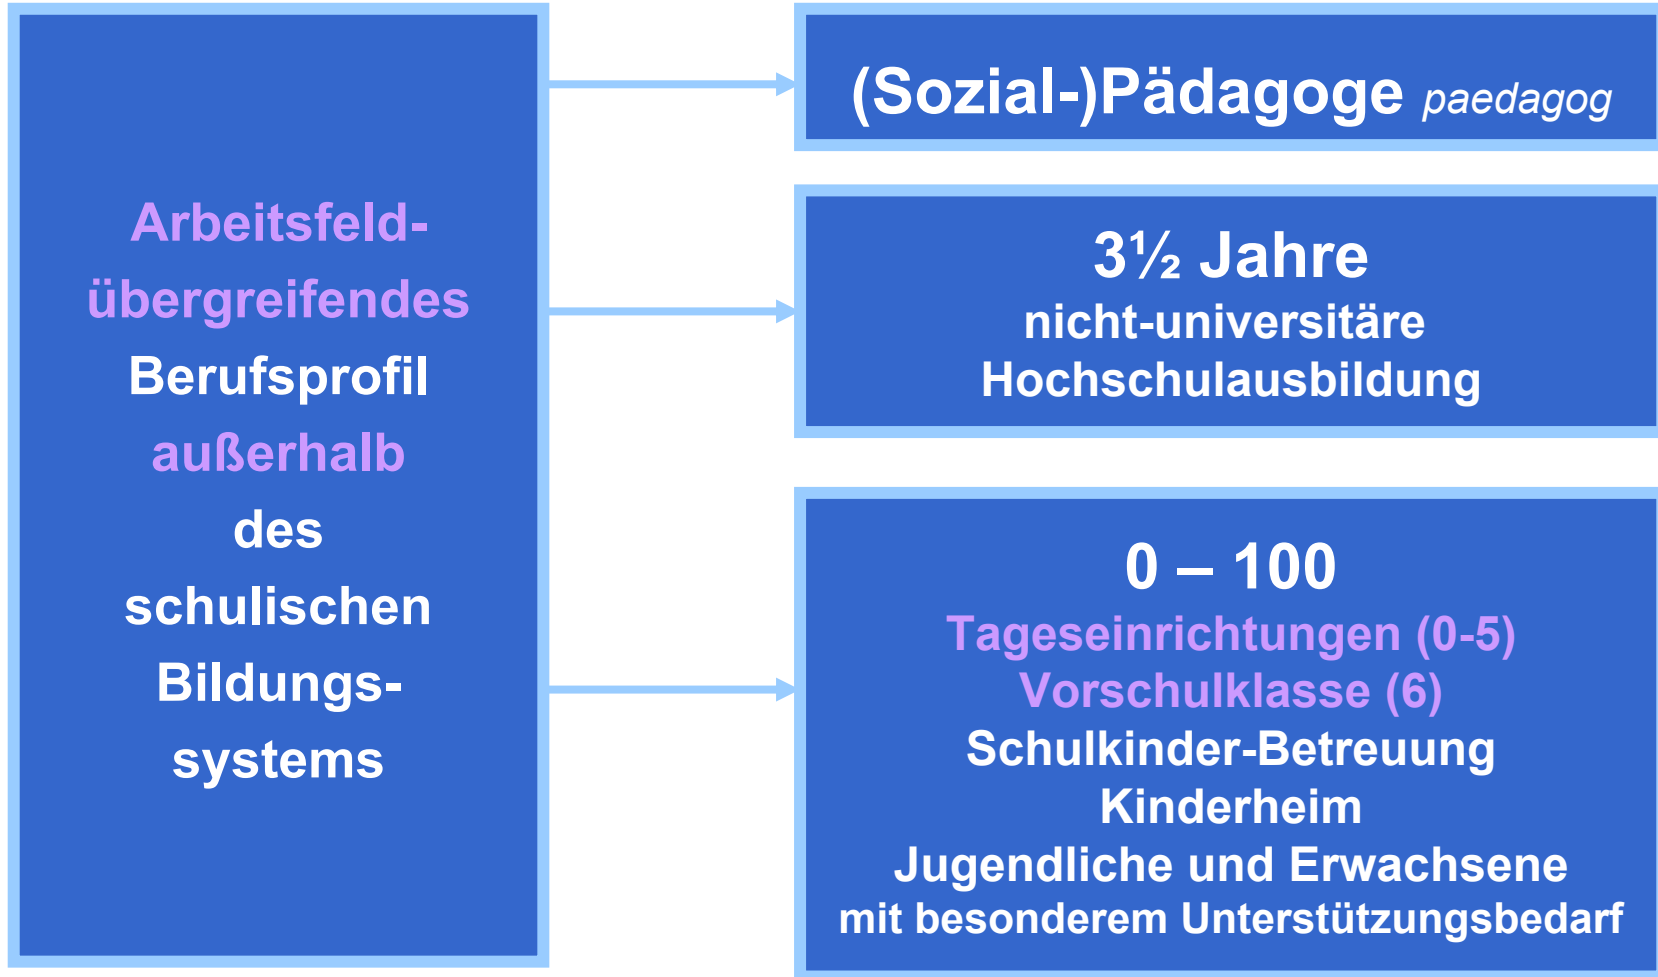 Arbeitsfeld-
übergreifendes
Berufsprofil
außerhalb
des
schulischen
Bildungs-
systems
(Sozial-)Pädagoge paedagog
3½ Jahre
nicht-universitäre
Hochschulausbildung
0 – 100
Tageseinrichtungen (0-5)
Vorschulklasse (6)
Schulkinder-Betreuung
Kinderheim
Jugendliche und Erwachsene
mit besonderem Unterstützungsbedarf